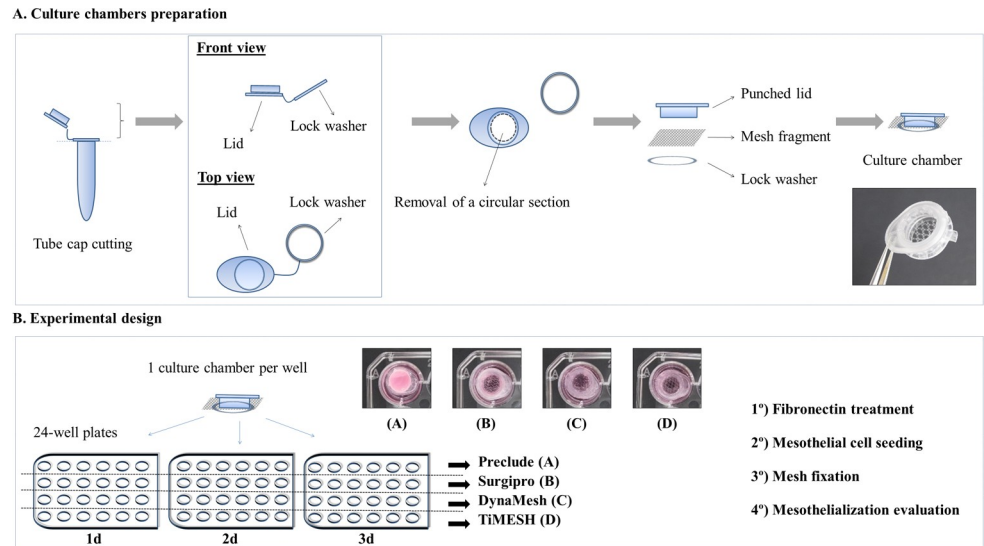 A. Culture chambers preparation
Front view
Lid
Lock washer
Top view
Lid
Lock washer
Tube cap cutting
Removal of a circular section
Punched lid
Mesh fragment
Lock washer
Culture chamber
B. Experimental design
1 culture chamber per well
24-well plates
1d
2d
3d
(A)
(B)
(C)
(D)
Preclude (A)
Surgipro (B)
DynaMesh (C)
TiMESH (D)
1º) Fibronectin treatment
2º) Mesothelial cell seeding
3º) Mesh fixation
4º) Mesothelialization evaluation